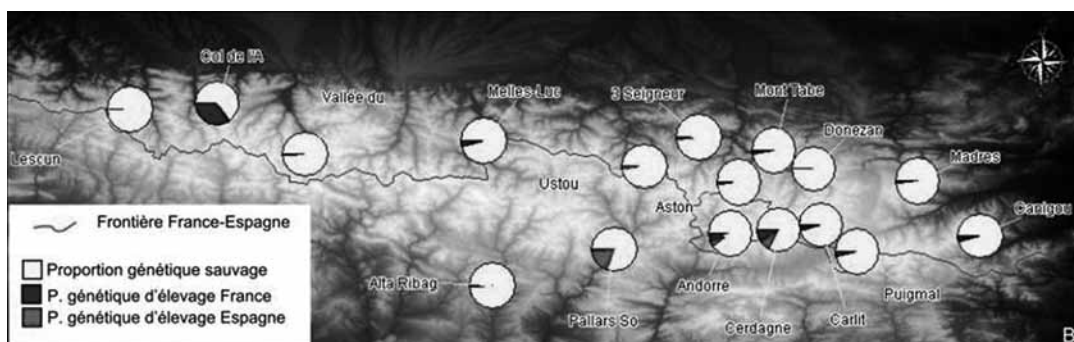 Col de l'A
Vallée du
Melles-Luc
3 Seigneur
Mont Tabe
Donezan
Madres
Lescun
Ustou
Aston
Canigou
Alta Ribag
Pallars So
Andorre
Cerdagne
Carlit
Puigmal
Frontière France-Espagne
Proportion génétique sauvage
P. génétique d'élevage France
P. génétique d'élevage Espagne
B